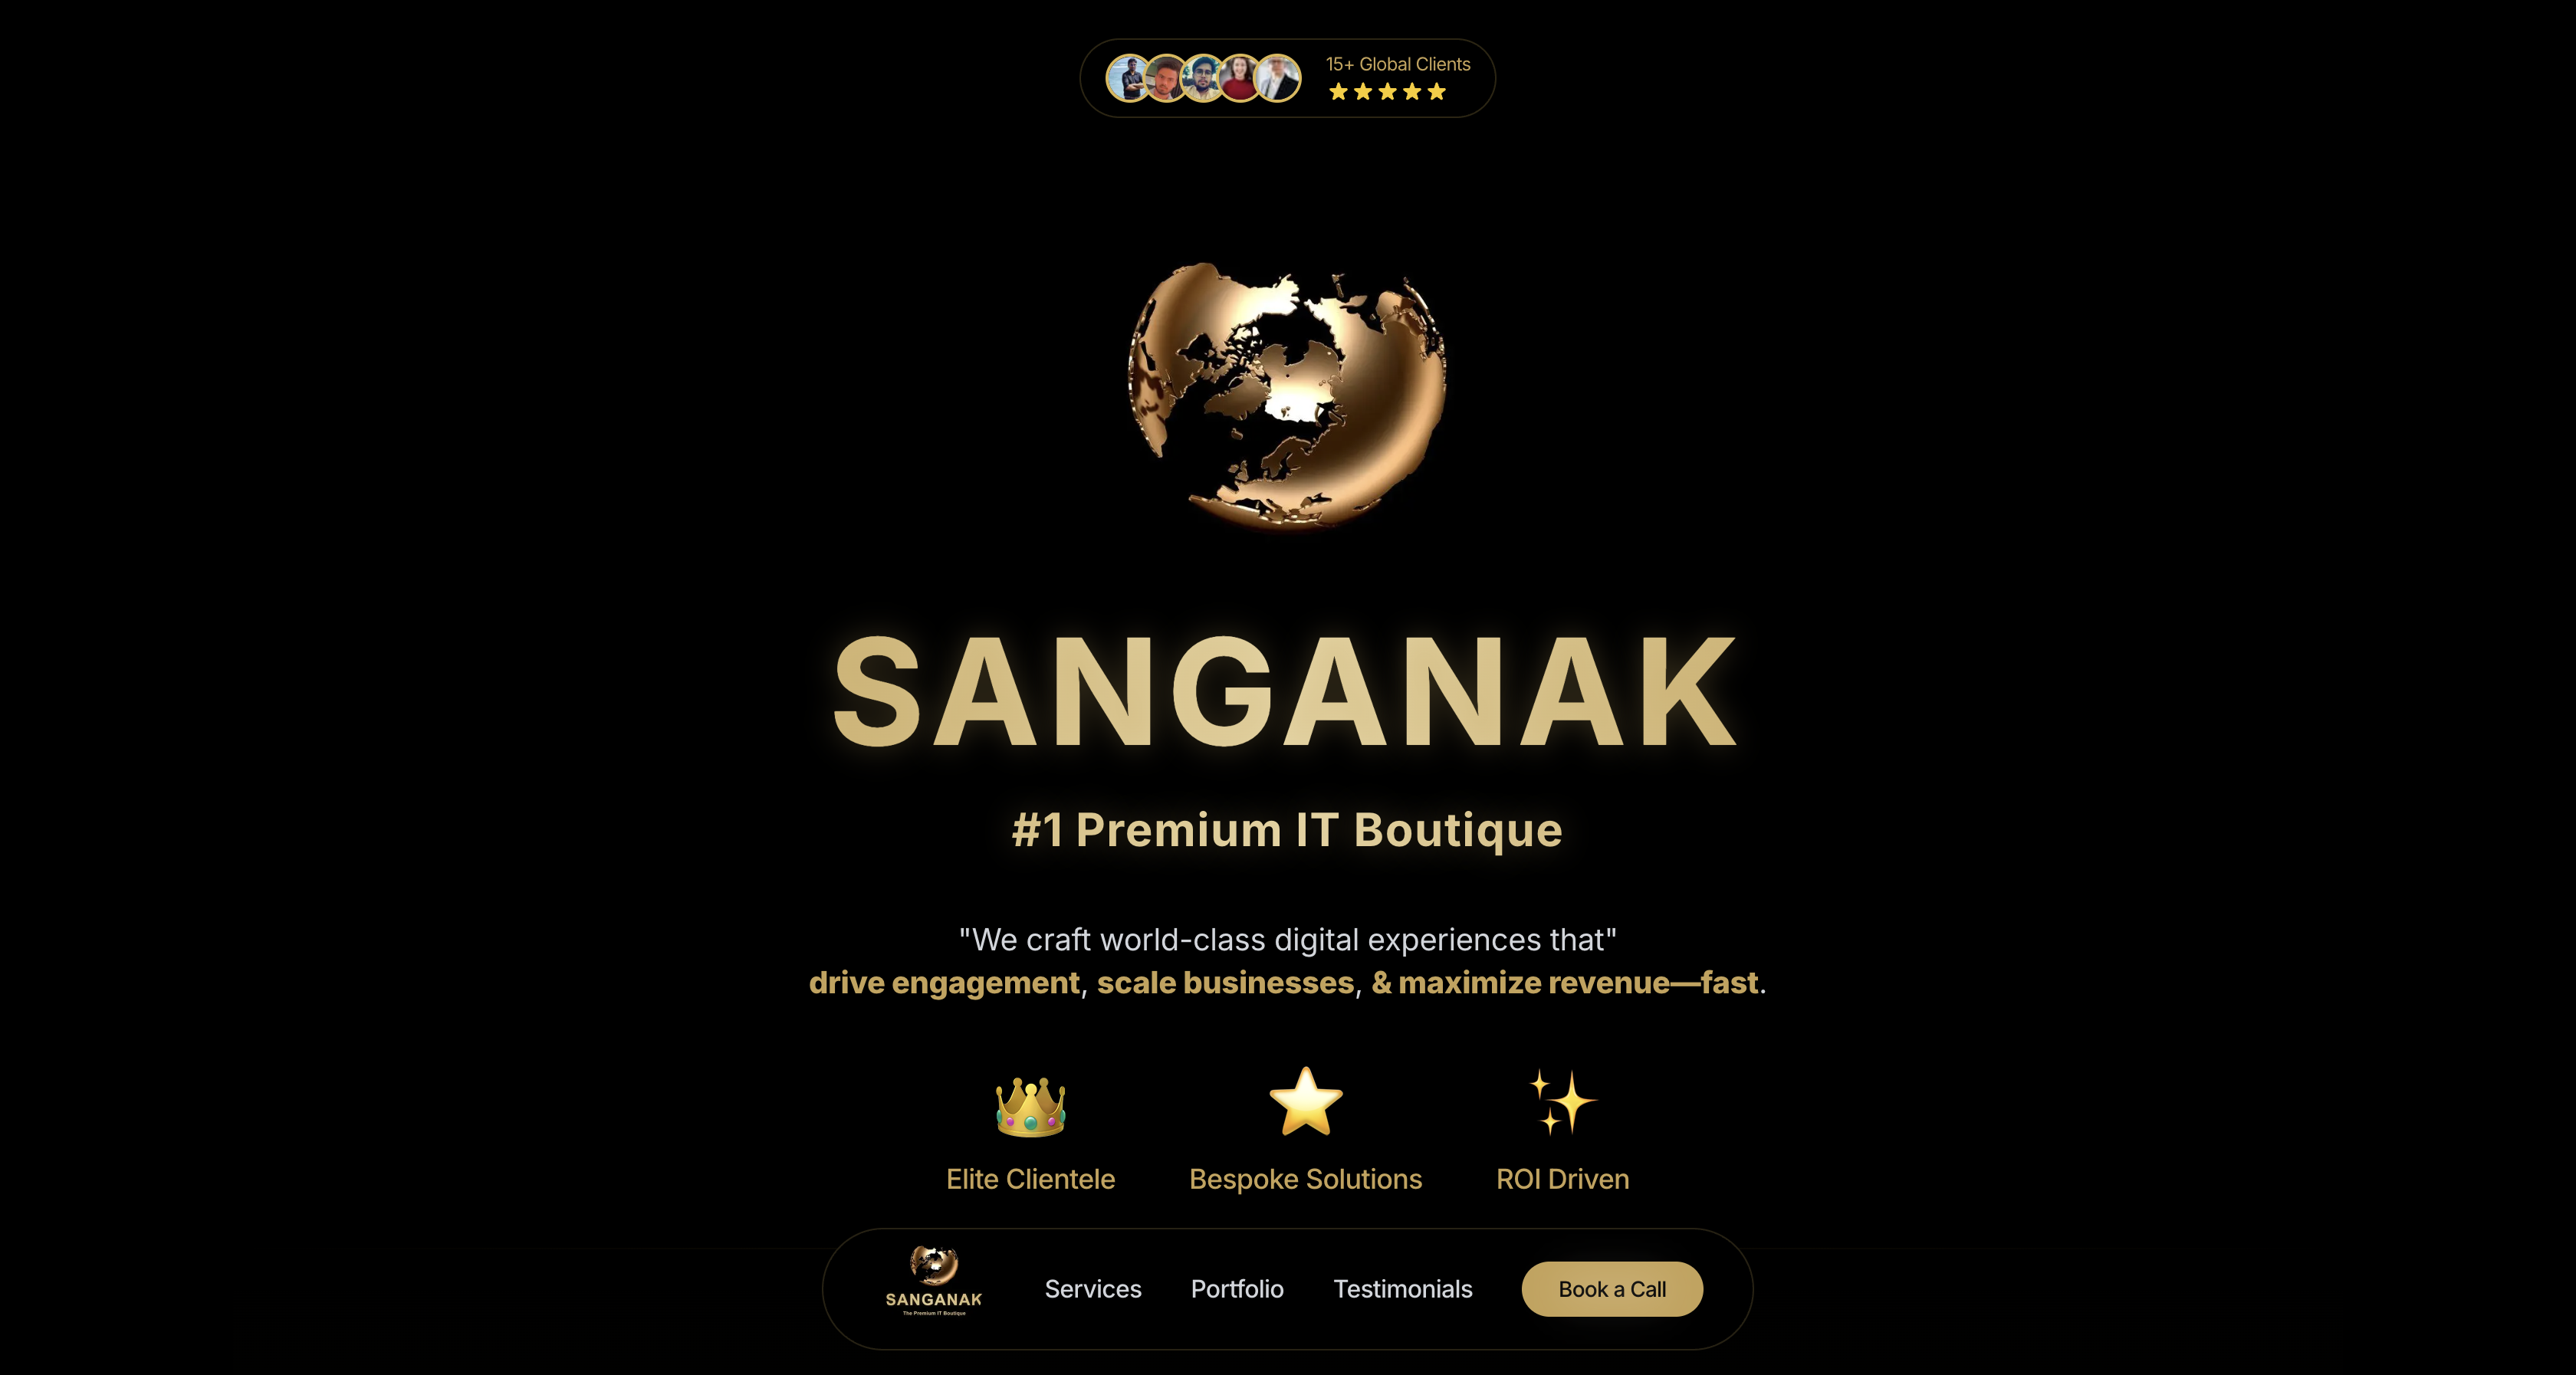 15+ Global Clients
SANGANAK
#1 Premium IT Boutique
"We craft world-class digital experiences that"
drive engagement, scale businesses, & maximize revenue—fast.
Elite Clientele
Bespoke Solutions
ROI Driven
SANGANAK
The Premium IT Boutique
Services
Portfolio
Testimonials
Book a Call